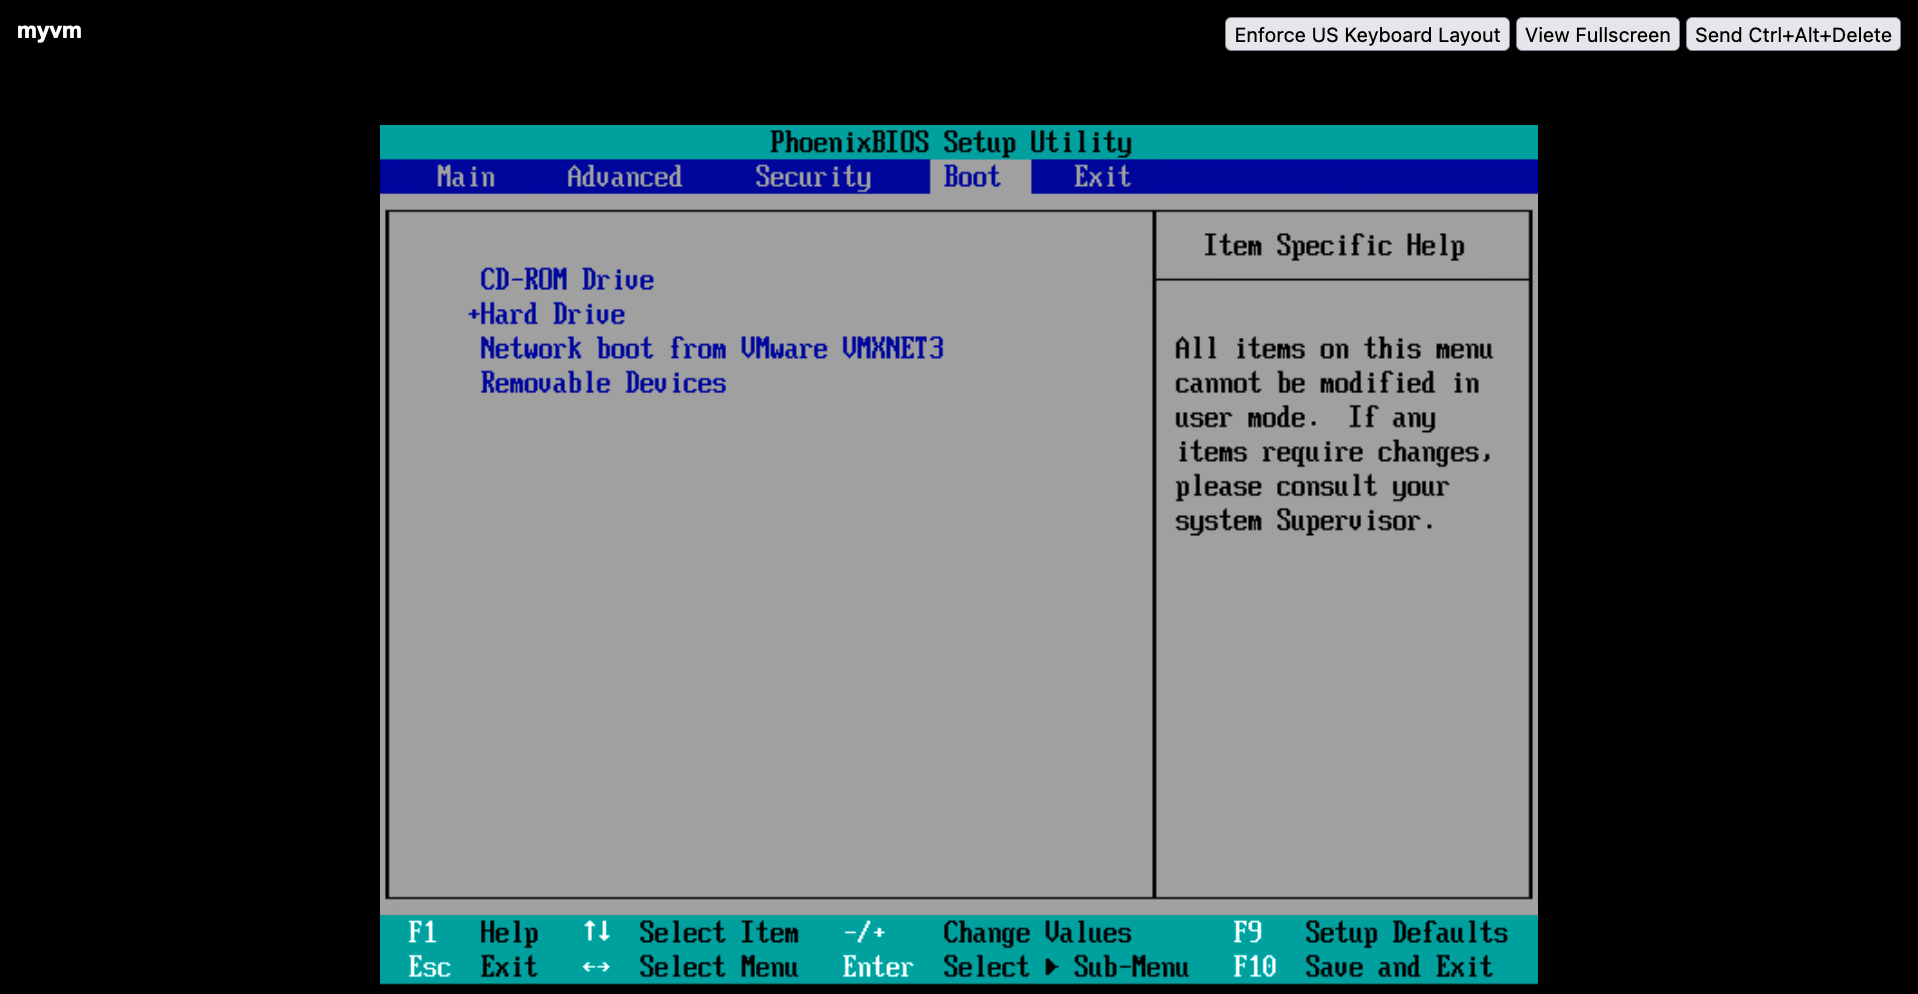 myvm
Enforce US Keyboard Layout View Fullscreen Send Ctrl+Alt+Delete
PhoenixBIOS Setup Utility
Main Advanced Security Boot Exit
CD-ROM Drive
+Hard Drive
Network boot from VMware VMXNET3
Removable Devices
Item Specific Help
All items on this menu
cannot be modified in
user mode. If any
items require changes,
please consult your
system Supervisor.
F1 Help ↑↓ Select Item -/+ Change Values F9 Setup Defaults
Esc Exit ↔ Select Menu Enter Select ▶ Sub-Menu F10 Save and Exit